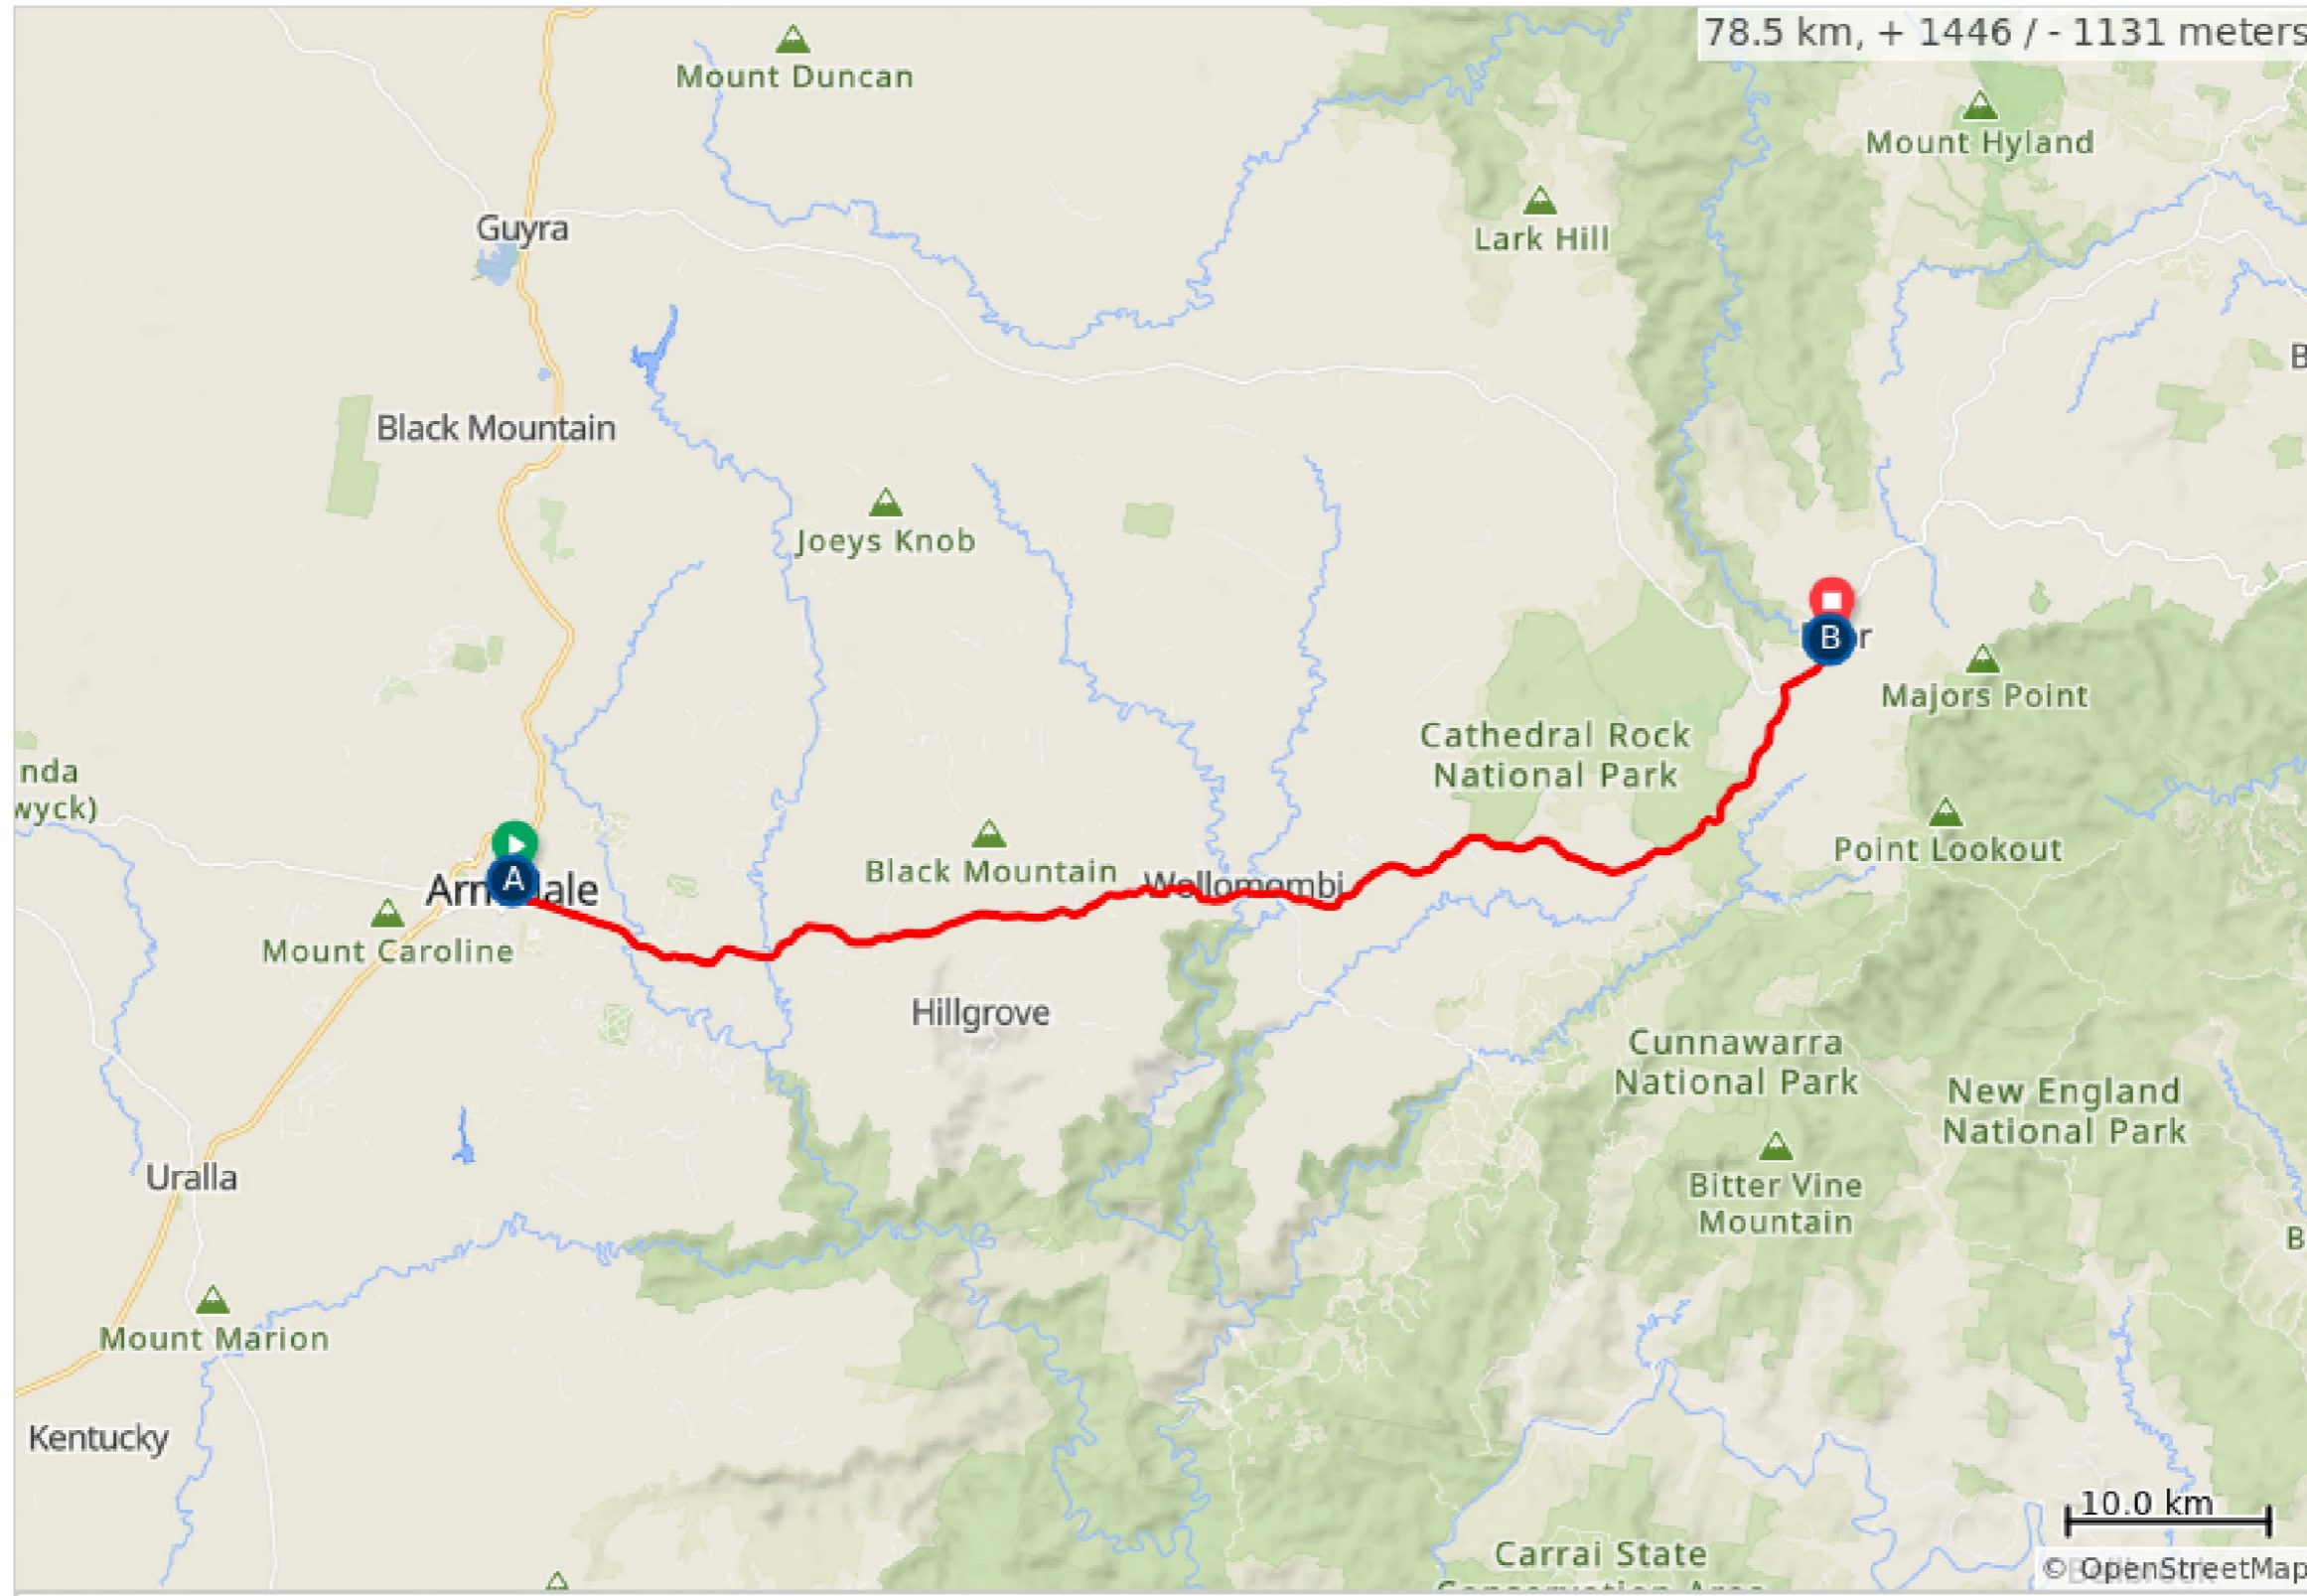 78.5 km, + 1446 / - 1131 meters
Mount Duncan
Mount Hyland
Guyra
Lark Hill
B
Black Mountain
Joeys Knob
B
Majors Point
Cathedral Rock
National Park
nda
wyck)
Point Lookout
A
Black Mountain
Wollomombi
Mount Caroline
Hillgrove
Cunnawarra
National Park
New England
National Park
Uralla
Bitter Vine
Mountain
B
Mount Marion
Kentucky
10.0 km
Carrai State
© OpenStreetMap